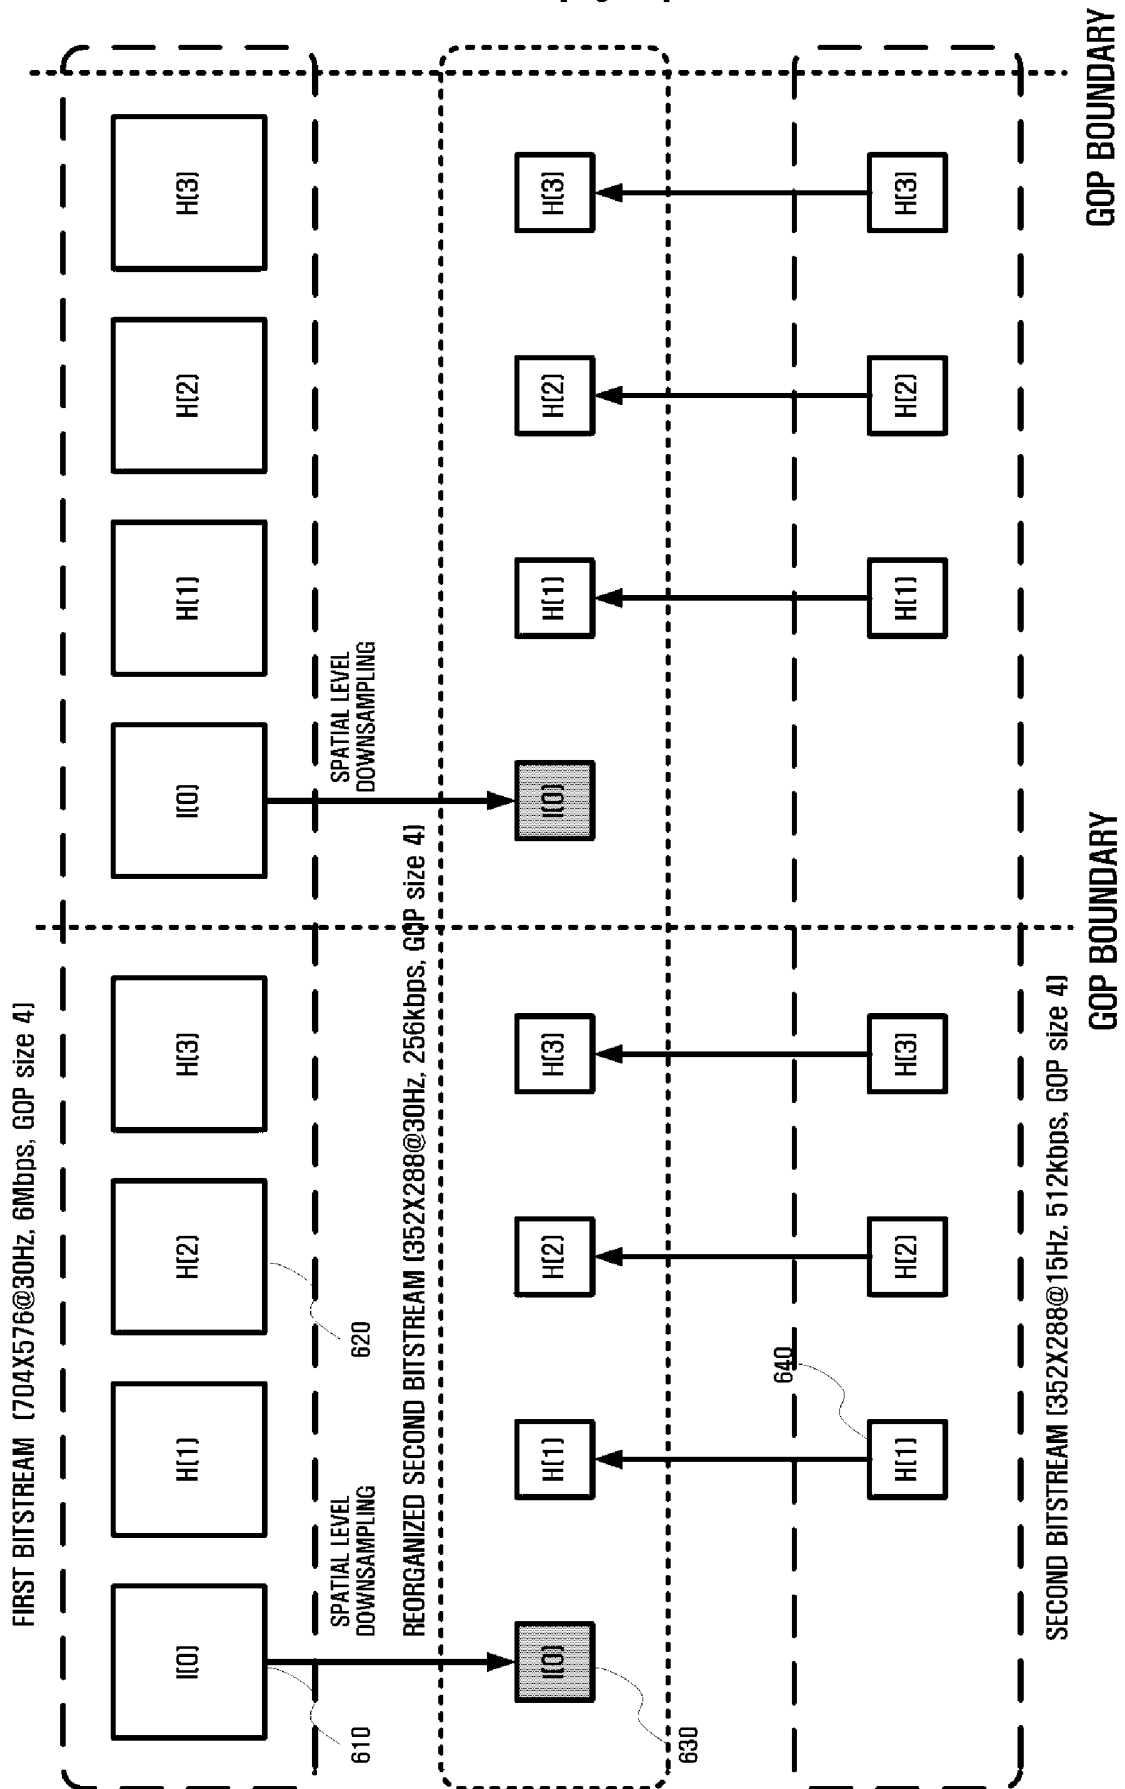 FIRST BITSTREAM (704X576@30Hz, 6Mbps, GOP size 4)
I(0)
H(1)
H(2)
H(3)
I(0)
H(1)
H(2)
H(3)
610
620
SPATIAL LEVEL
DOWNSAMPLING
SPATIAL LEVEL
DOWNSAMPLING
REORGANIZED SECOND BITSTREAM (352X288@30Hz, 256kbps, GOP size 4)
I(0)
H(1)
H(2)
H(3)
I(0)
H(1)
H(2)
H(3)
630
640
H(1)
H(2)
H(3)
H(1)
H(2)
H(3)
SECOND BITSTREAM (352X288@15Hz, 512kbps, GOP size 4)
GOP BOUNDARY
GOP BOUNDARY